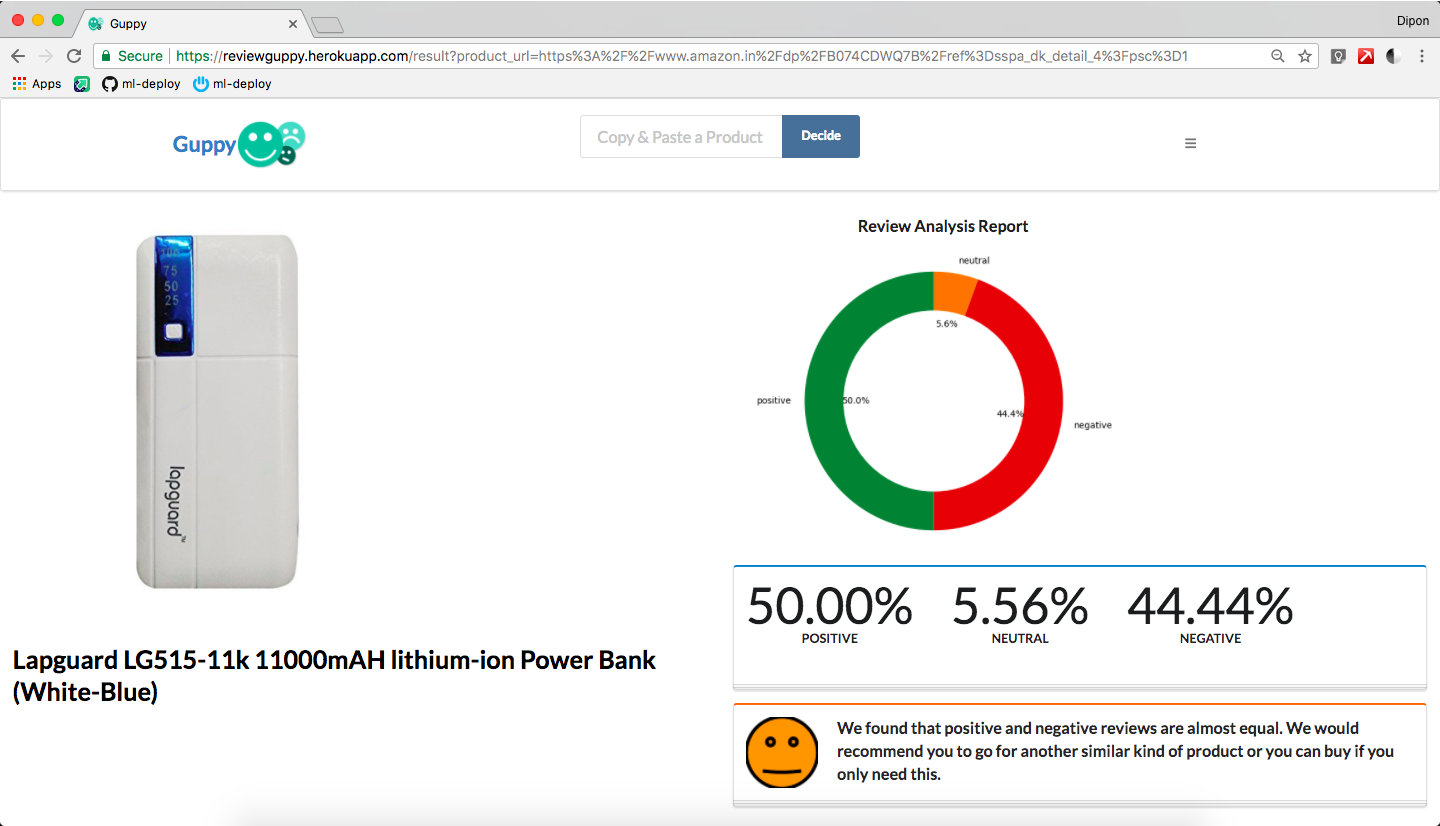 Guppy
Dipon
Secure
https://reviewguppy.herokuapp.com/result?product_url=https%3A%2F%2Fwww.amazon.in%2Fdp%2FB074CDWQ7B%2Fref%3Dsspa_dk_detail_4%3Fpsc%3D1
Apps
ml-deploy
ml-deploy
Guppy
Copy & Paste a Product
Decide
100
75
50
25
lapguard™
Lapguard LG515-11k 11000mAH lithium-ion Power Bank
(White-Blue)
Review Analysis Report
neutral
5.6%
positive
50.0%
44.4%
negative
50.00%
POSITIVE
5.56%
NEUTRAL
44.44%
NEGATIVE
We found that positive and negative reviews are almost equal. We would
recommend you to go for another similar kind of product or you can buy if you
only need this.